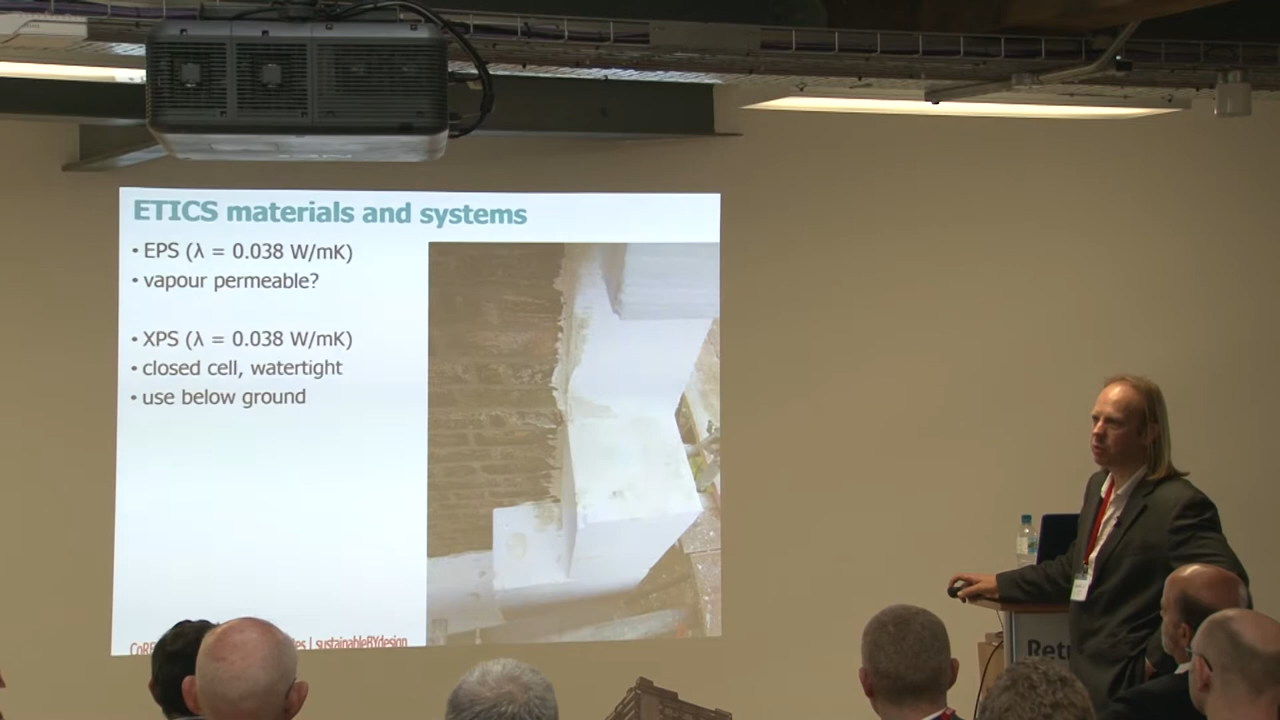 ETICS materials and systems
• EPS (λ = 0.038 W/mK)
• vapour permeable?
• XPS (λ = 0.038 W/mK)
• closed cell, watertight
• use below ground
| sustainableBYdesign